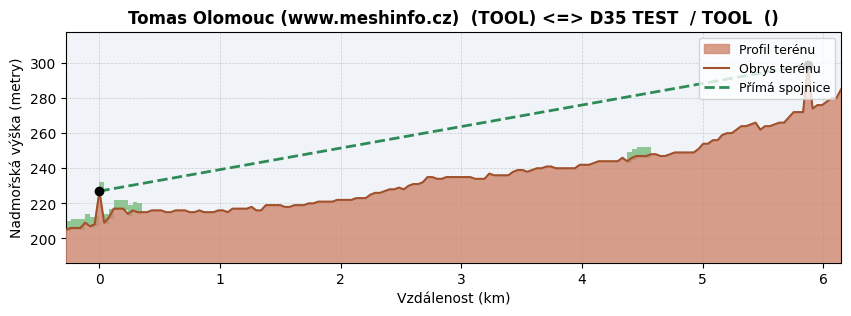 Tomas Olomouc (www.meshinfo.cz)  (TOOL) <=> D35 TEST  / TOOL  ()
Nadmořská výška (metry)
300
280
260
240
220
200
Profil terénu
Obrys terénu
Přímá spojnice
0 1 2 3 4 5 6
Vzdálenost (km)